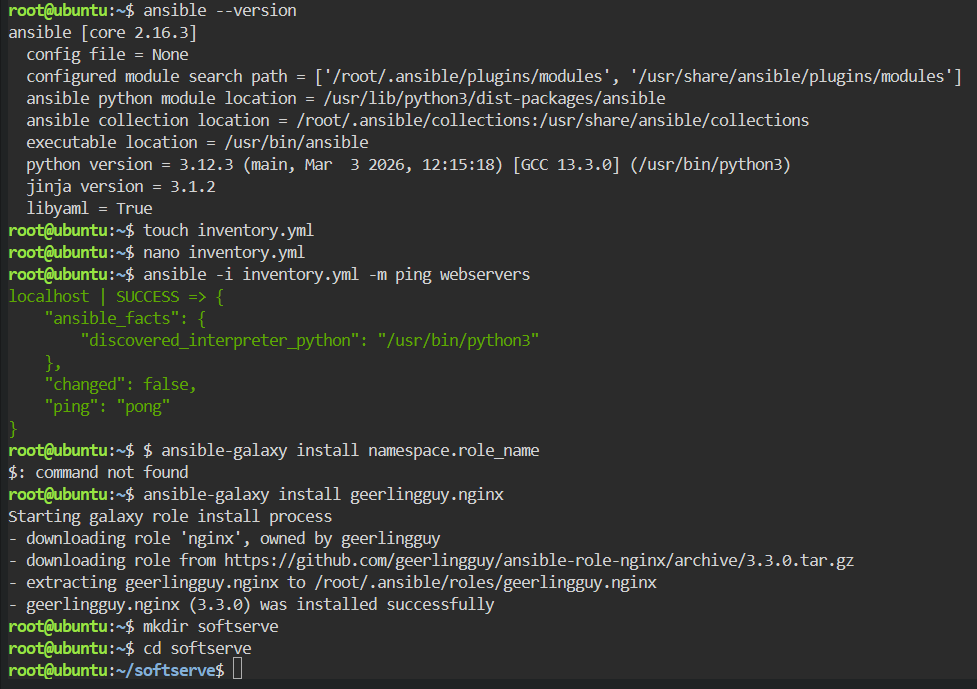 root@ubuntu:~$ ansible --version
ansible [core 2.16.3]
  config file = None
  configured module search path = ['/root/.ansible/plugins/modules', '/usr/share/ansible/plugins/modules']
  ansible python module location = /usr/lib/python3/dist-packages/ansible
  ansible collection location = /root/.ansible/collections:/usr/share/ansible/collections
  executable location = /usr/bin/ansible
  python version = 3.12.3 (main, Mar  3 2026, 12:15:18) [GCC 13.3.0] (/usr/bin/python3)
  jinja version = 3.1.2
  libyaml = True
root@ubuntu:~$ touch inventory.yml
root@ubuntu:~$ nano inventory.yml
root@ubuntu:~$ ansible -i inventory.yml -m ping webservers
localhost | SUCCESS => {
    "ansible_facts": {
        "discovered_interpreter_python": "/usr/bin/python3"
    },
    "changed": false,
    "ping": "pong"
}
root@ubuntu:~$ $ ansible-galaxy install namespace.role_name
$: command not found
root@ubuntu:~$ ansible-galaxy install geerlingguy.nginx
Starting galaxy role install process
- downloading role 'nginx', owned by geerlingguy
- downloading role from https://github.com/geerlingguy/ansible-role-nginx/archive/3.3.0.tar.gz
- extracting geerlingguy.nginx to /root/.ansible/roles/geerlingguy.nginx
- geerlingguy.nginx (3.3.0) was installed successfully
root@ubuntu:~$ mkdir softserve
root@ubuntu:~$ cd softserve
root@ubuntu:~/softserve$